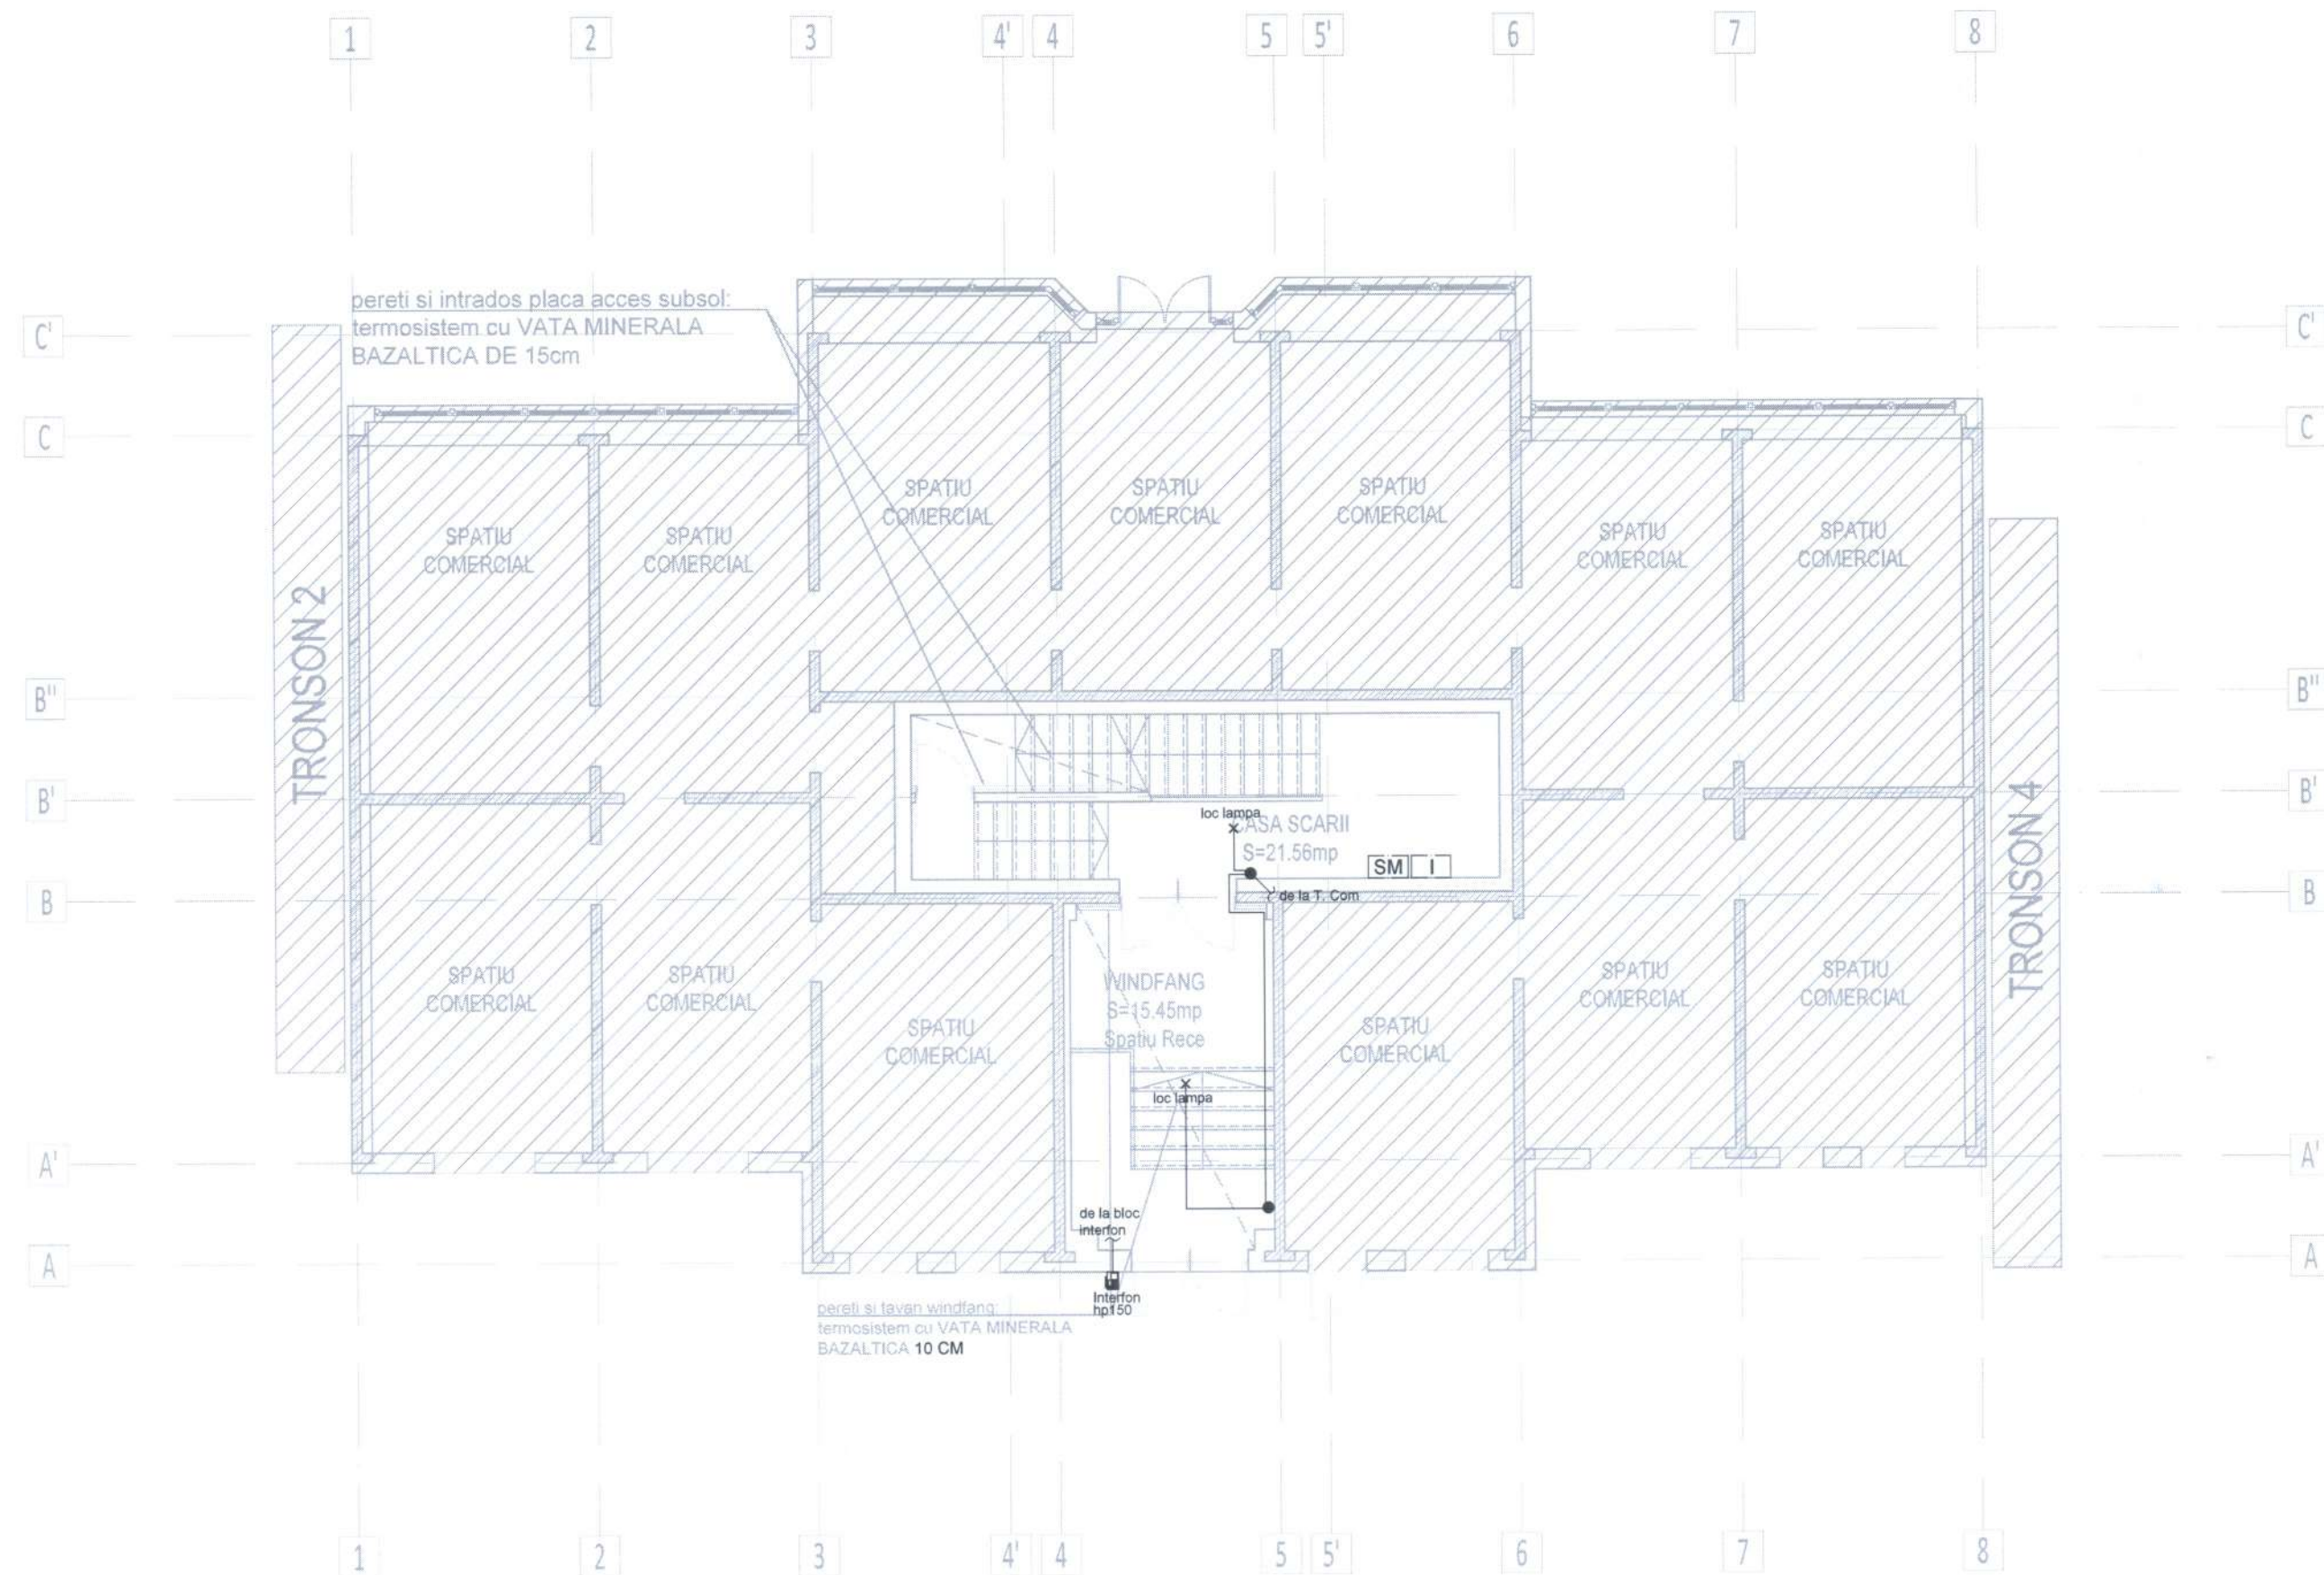 1 2 3 4' 4 5 5' 6 7 8
pereti si intrados placa acces subsol:
termosistem cu VATA MINERALA
BAZALTICA DE 15cm
C' C'
C C
SPATIU
COMERCIAL
SPATIU
COMERCIAL
SPATIU
COMERCIAL
SPATIU
COMERCIAL
SPATIU
COMERCIAL
SPATIU
COMERCIAL
SPATIU
COMERCIAL
TRONSON 2
B" B"
B' B'
loc lampa
CASA SCARII
S=21.56mp
SM I
de la T. Com
TRONSON 4
B B
SPATIU
COMERCIAL
SPATIU
COMERCIAL
SPATIU
COMERCIAL
WINDFANG
S=15.45mp
Spatiu Rece
SPATIU
COMERCIAL
SPATIU
COMERCIAL
SPATIU
COMERCIAL
loc lampa
A' A'
de la bloc
interfon
A A
Interfon
hp150
pereti si tavan windfang:
termosistem cu VATA MINERALA
BAZALTICA 10 CM
1 2 3 4' 4 5 5' 6 7 8